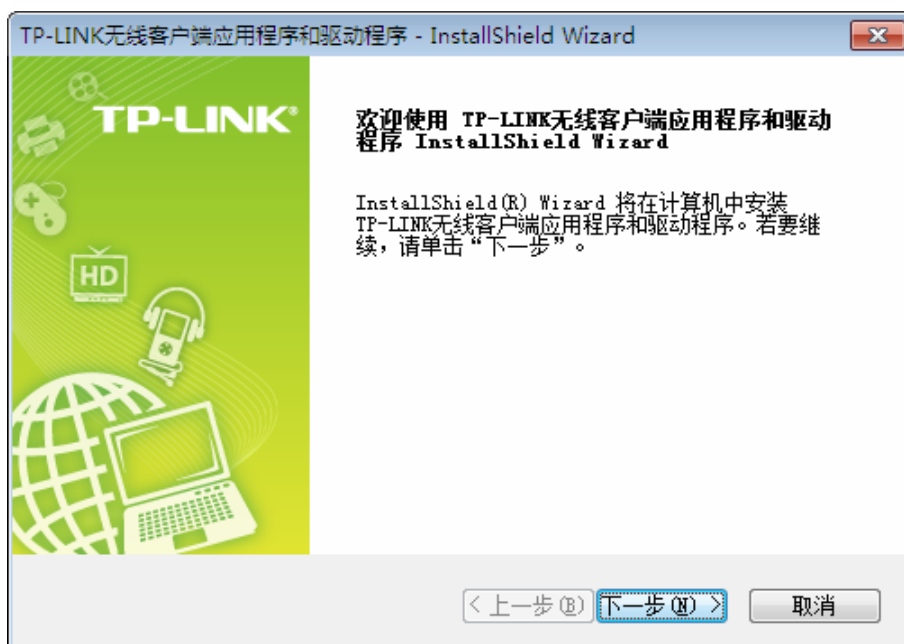 TP-LINK无线客户端应用程序和驱动程序 - InstallShield Wizard
TP-LINK®
欢迎使用 TP-LINK无线客户端应用程序和驱动
程序 InstallShield Wizard
InstallShield(R) Wizard 将在计算机中安装
TP-LINK无线客户端应用程序和驱动程序。若要继
续，请单击“下一步”。
HD
< 上一步(B)
下一步(N) >
取消